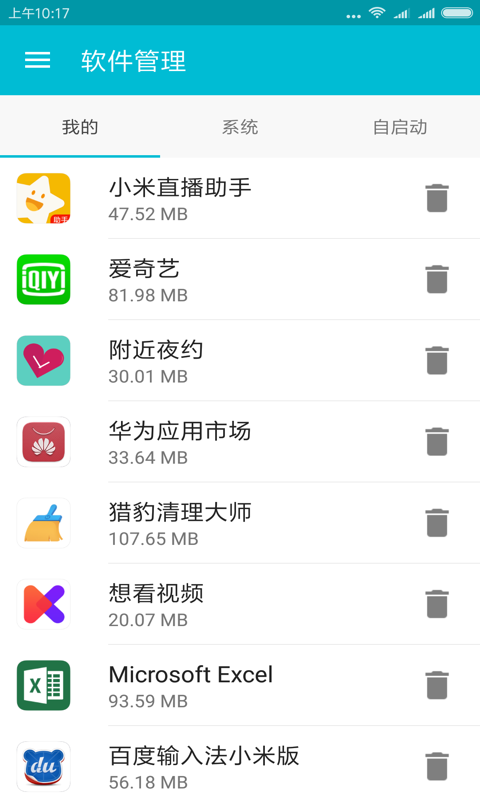 上午10:17
软件管理
我的
系统
自启动
助手
小米直播助手
47.52 MB
iQIYI
爱奇艺
81.98 MB
附近夜约
30.01 MB
华为应用市场
33.64 MB
猎豹清理大师
107.65 MB
想看视频
20.07 MB
X
Microsoft Excel
93.59 MB
du
百度输入法小米版
56.18 MB